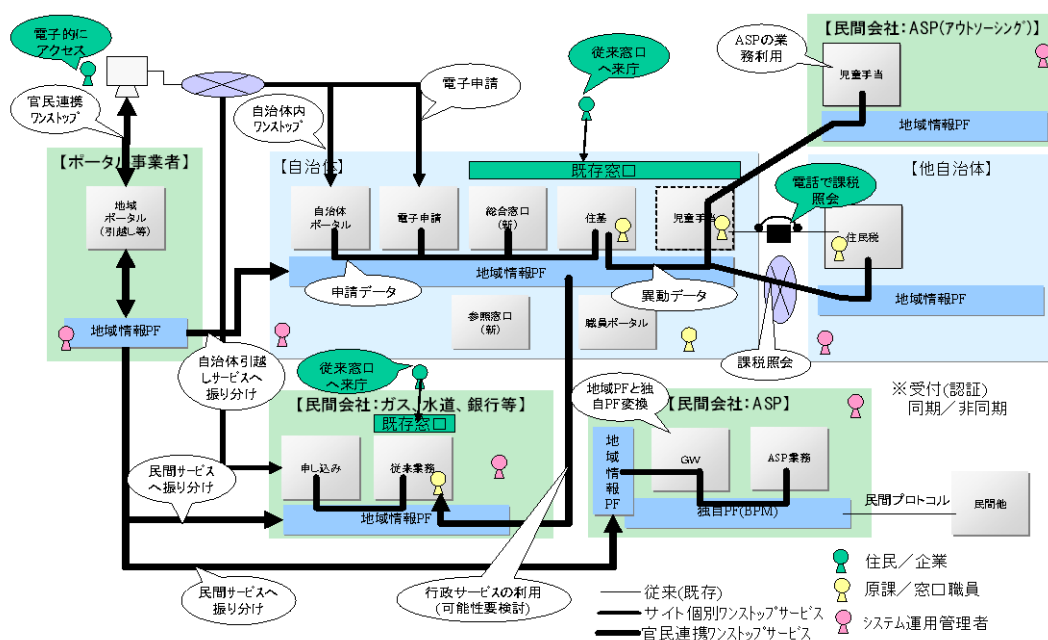 電子的に
アクセス
官民連携
ワンストップ
【ポータル事業者】
地域
ポータル
(引越し等)
地域情報PF
自治体引越
しサービスへ
振り分け
民間サービス
へ振り分け
民間サービスへ
振り分け
自治体内
ワンストップ
電子申請
従来窓口
へ来庁
【自治体】
既存窓口
自治体
ポータル
電子申請
総合窓口
(新)
住基
児童手当
地域情報PF
申請データ
異動データ
参照窓口
(新)
職員ポータル
ASPの業
務利用
【民間会社:ASP(アウトソーシング)】
児童手当
地域情報PF
【他自治体】
電話で課税
照会
住民税
地域情報PF
課税照会
従来窓口
へ来庁
【民間会社:ガス、水道、銀行等】
既存窓口
申し込み
従来業務
地域情報PF
行政サービスの利用
(可能性要検討)
地域PFと独
自PF変換
【民間会社:ASP】
地域情報PF
GW
ASP業務
独自PF(BPM)
民間プロトコル
民間他
※受付(認証)
同期/非同期
従来(既存)
サイト個別ワンストップサービス
官民連携ワンストップサービス
住民/企業
原課/窓口職員
システム運用管理者